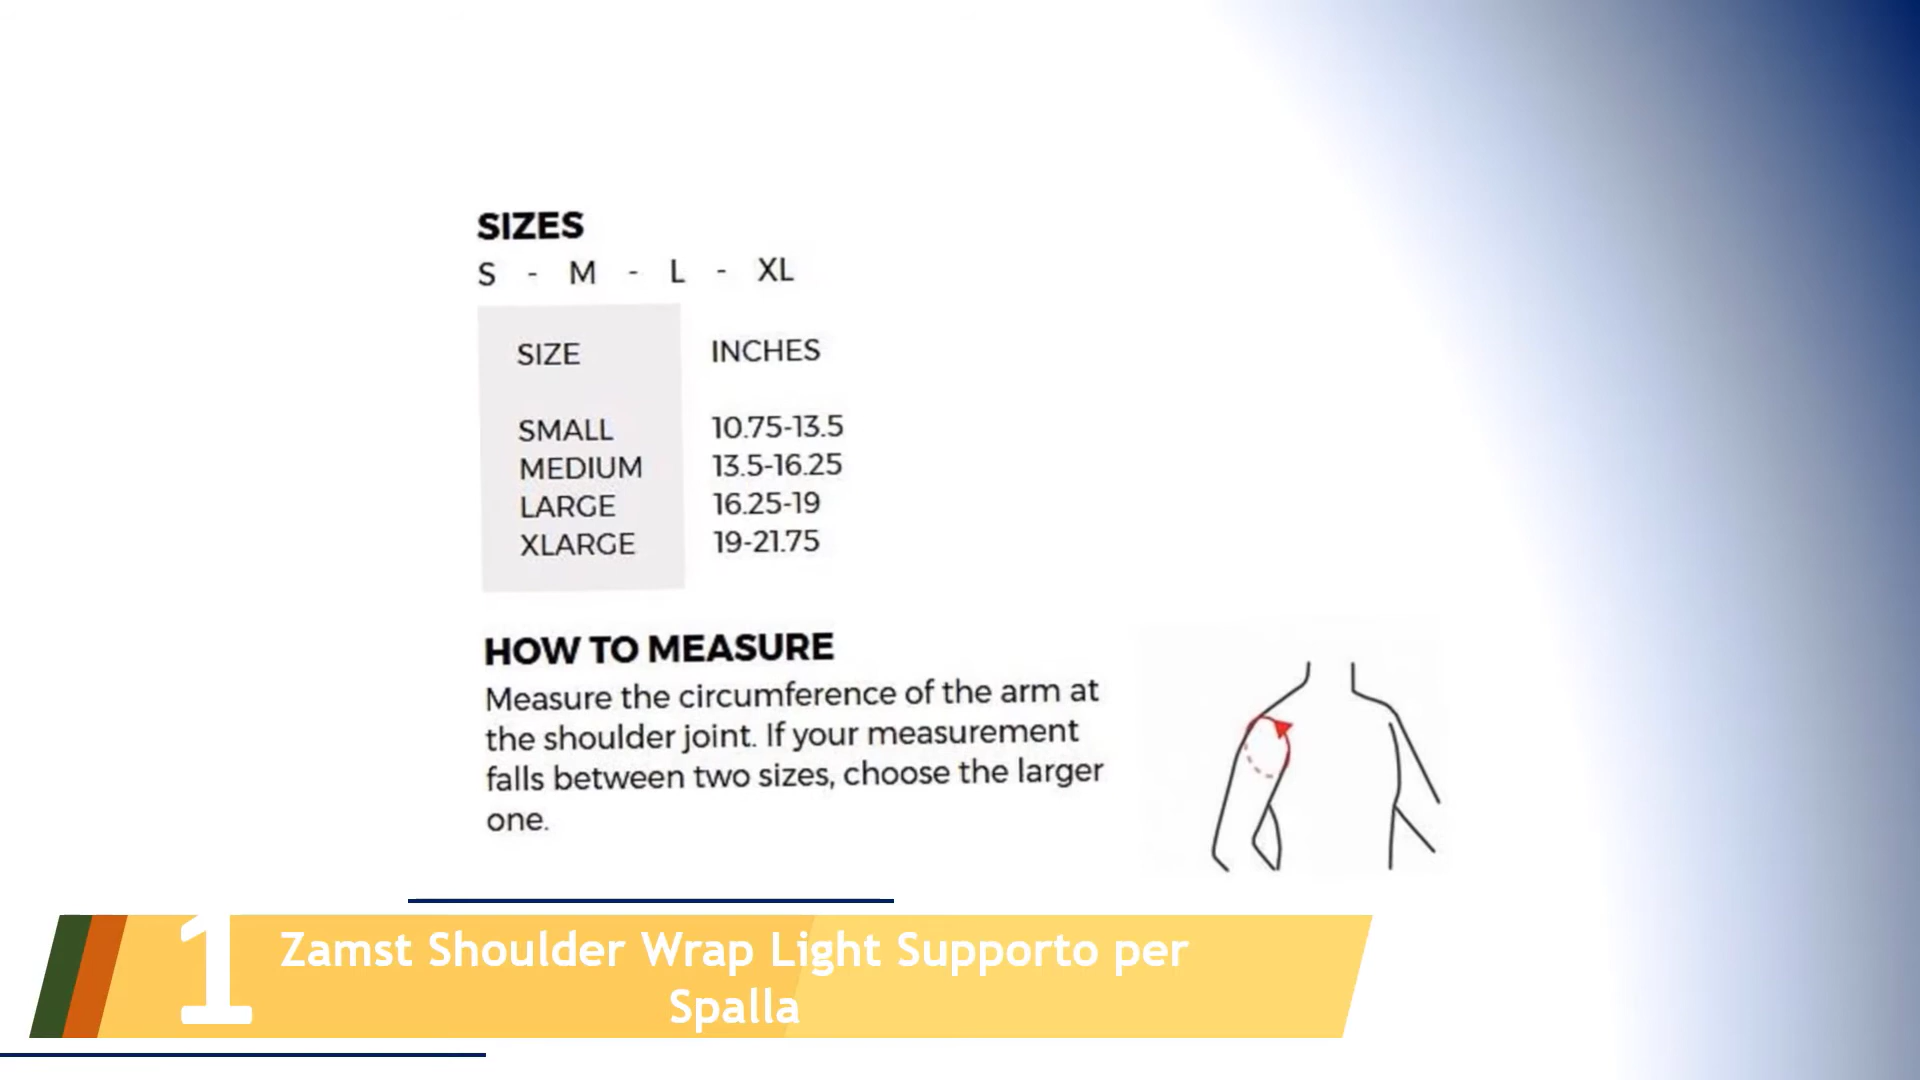 SIZES
S - M - L - XL
SIZE INCHES
SMALL 10.75-13.5
MEDIUM 13.5-16.25
LARGE 16.25-19
XLARGE 19-21.75
HOW TO MEASURE
Measure the circumference of the arm at
the shoulder joint. If your measurement
falls between two sizes, choose the larger
one.
1 Zamst Shoulder Wrap Light Supporto per
Spalla